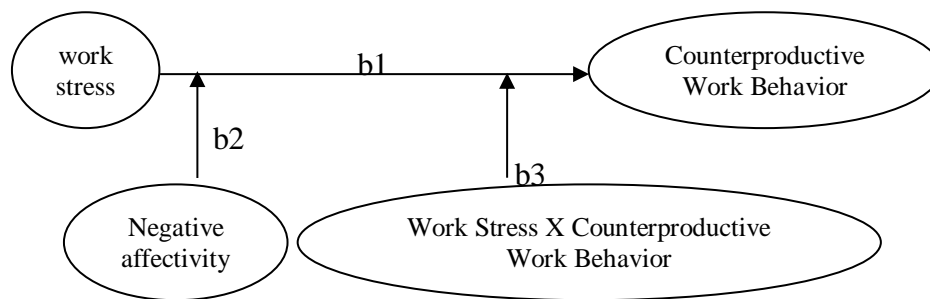 work
stress
b1
Counterproductive
Work Behavior
b2
b3
Negative
affectivity
Work Stress X Counterproductive
Work Behavior